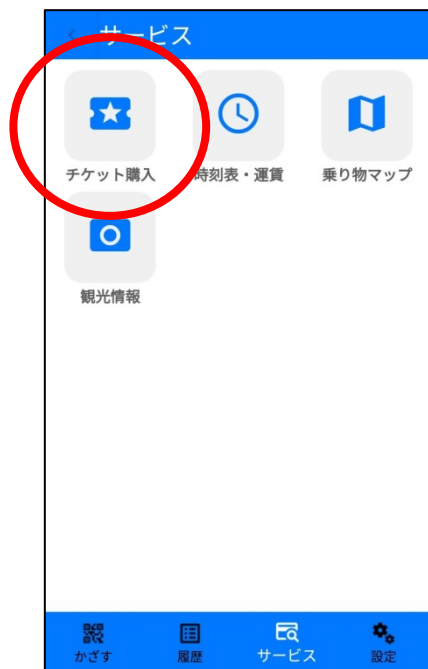 サービス
チケット購入 時刻表・運賃 乗り物マップ
観光情報
かざす 履歴 サービス 設定